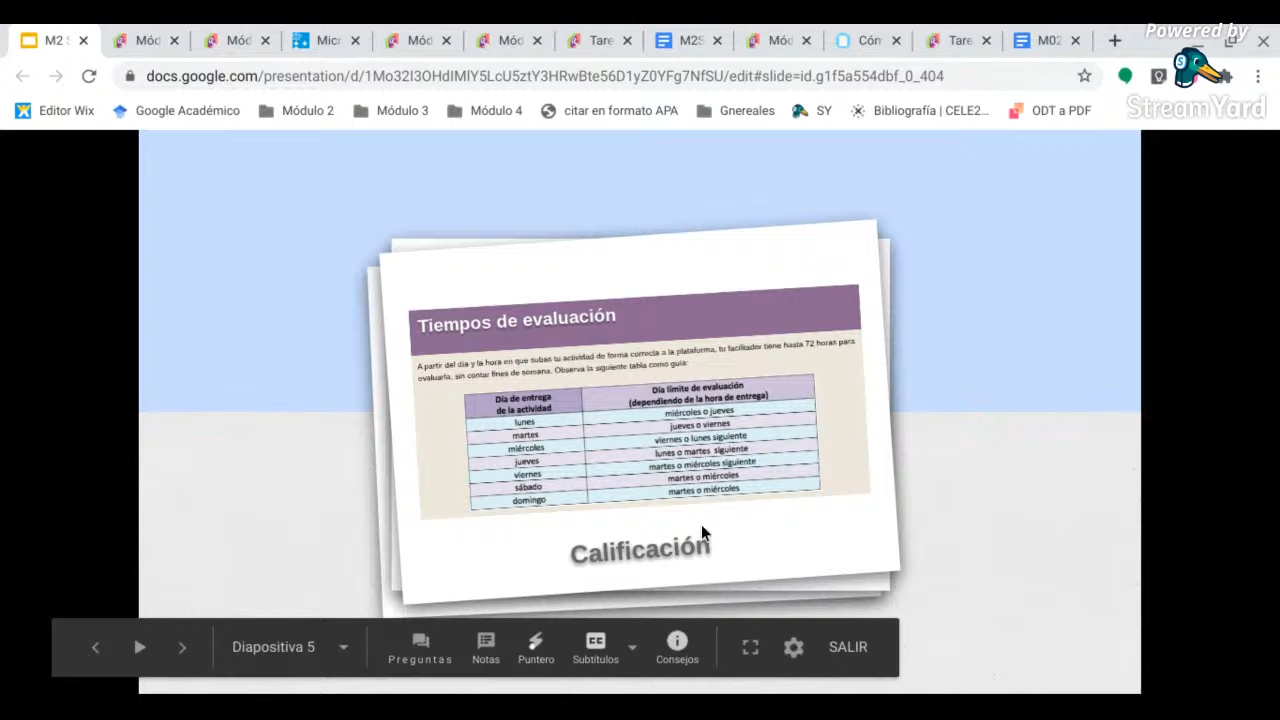 Powered by
StreamYard
M2 S
Mód
Mód
Micr
Mód
Mód
Tare
M2S
Mód
Cóm
Tare
M02
docs.google.com/presentation/d/1Mo32I3OHdIMlY5LcU5ztY3HRwBte56D1yZ0YFg7NfSU/edit#slide=id.g1f5a554dbf_0_404
Editor Wix
Google Académico
Módulo 2
Módulo 3
Módulo 4
citar en formato APA
Gnereales
SY
Bibliografía | CELE2...
ODT a PDF
Tiempos de evaluación
A partir del día y la hora en que subas tu actividad de forma correcta a la plataforma, tu facilitador tiene hasta 72 horas para
evaluarla, sin contar fines de semana. Observa la siguiente tabla como guía:
Día de entrega
de la actividad
Día límite de evaluación
(dependiendo de la hora de entrega)
lunes miércoles o jueves
martes jueves o viernes
miércoles viernes o lunes siguiente
jueves lunes o martes siguiente
viernes martes o miércoles siguiente
sábado martes o miércoles
domingo martes o miércoles
Calificación
Diapositiva 5
Preguntas
Notas
Puntero
CC
Subtítulos
Consejos
SALIR